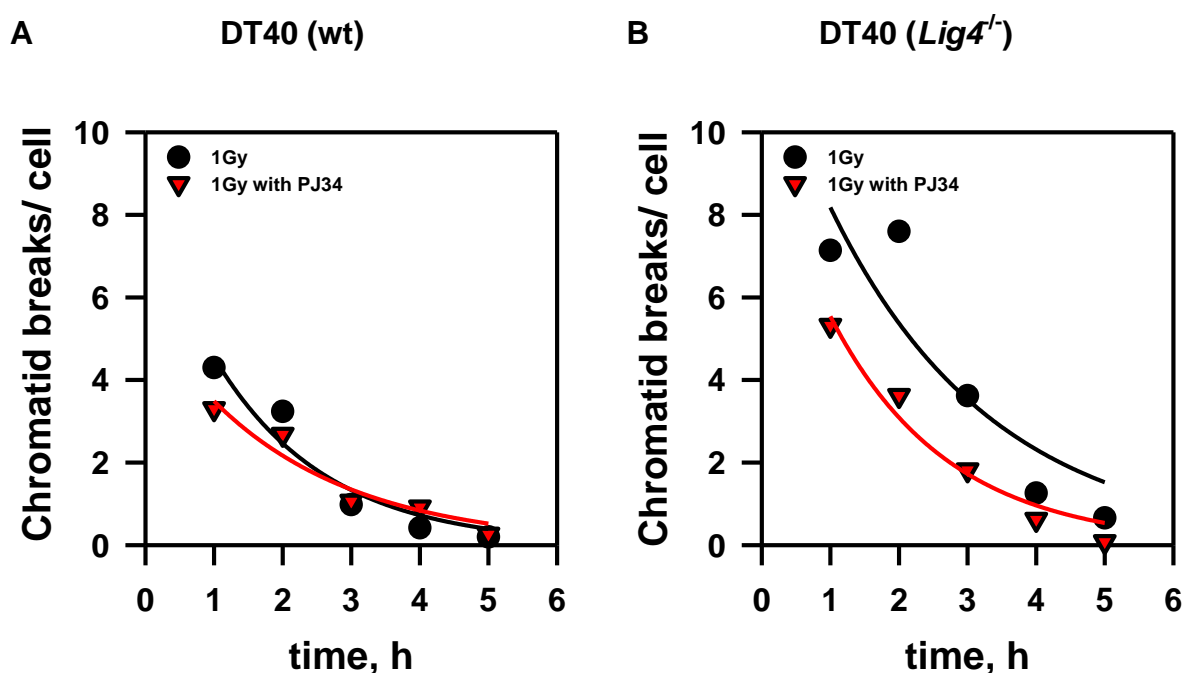 A
DT40 (wt)
Chromatid breaks/ cell
10
8
6
4
2
0
1Gy
1Gy with PJ34
0 1 2 3 4 5 6
time, h
B
DT40 (Lig4-/-)
Chromatid breaks/ cell
10
8
6
4
2
0
1Gy
1Gy with PJ34
0 1 2 3 4 5 6
time, h